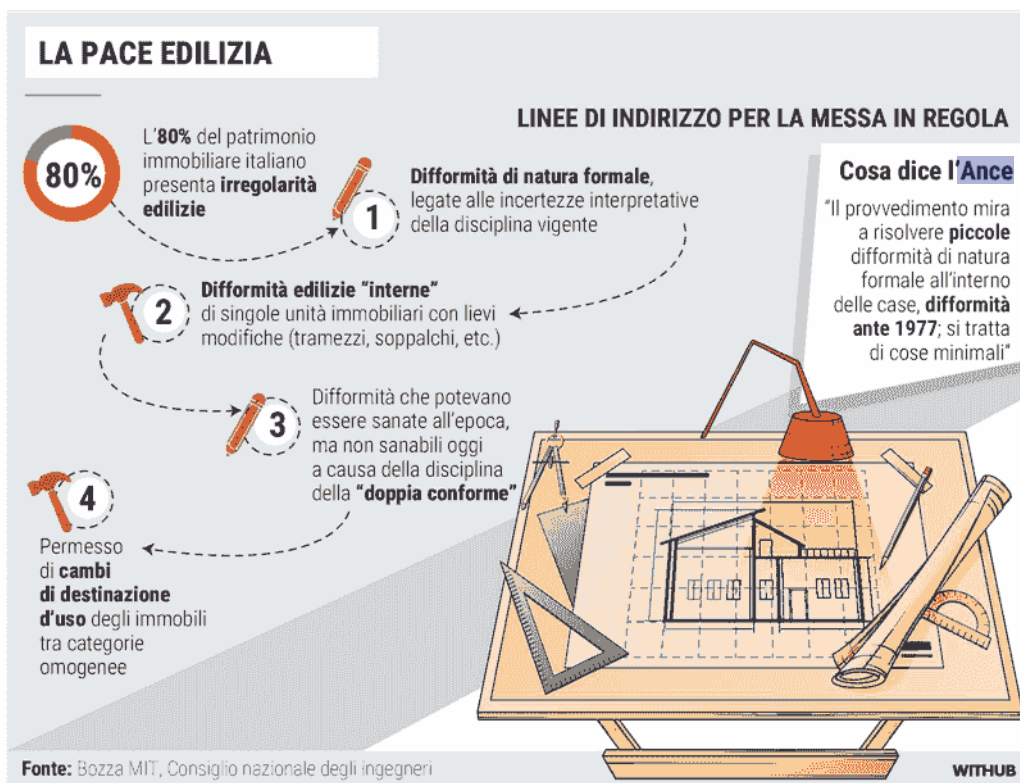 LA PACE EDILIZIA
80%
L'80% del patrimonio
immobiliare italiano
presenta irregolarità
edilizie
LINEE DI INDIRIZZO PER LA MESSA IN REGOLA
1
Difformità di natura formale,
legate alle incertezze interpretative
della disciplina vigente
2
Difformità edilizie "interne"
di singole unità immobiliari con lievi
modifiche (tramezzi, soppalchi, etc.)
3
Difformità che potevano
essere sanate all'epoca,
ma non sanabili oggi
a causa della disciplina
della "doppia conforme"
4
Permesso
di cambi
di destinazione
d'uso degli immobili
tra categorie
omogenee
Cosa dice l'Ance
"Il provvedimento mira
a risolvere piccole
difformità di natura
formale all'interno
delle case, difformità
ante 1977; si tratta
di cose minimali"
Fonte: Bozza MIT, Consiglio nazionale degli ingegneri
WITHUB